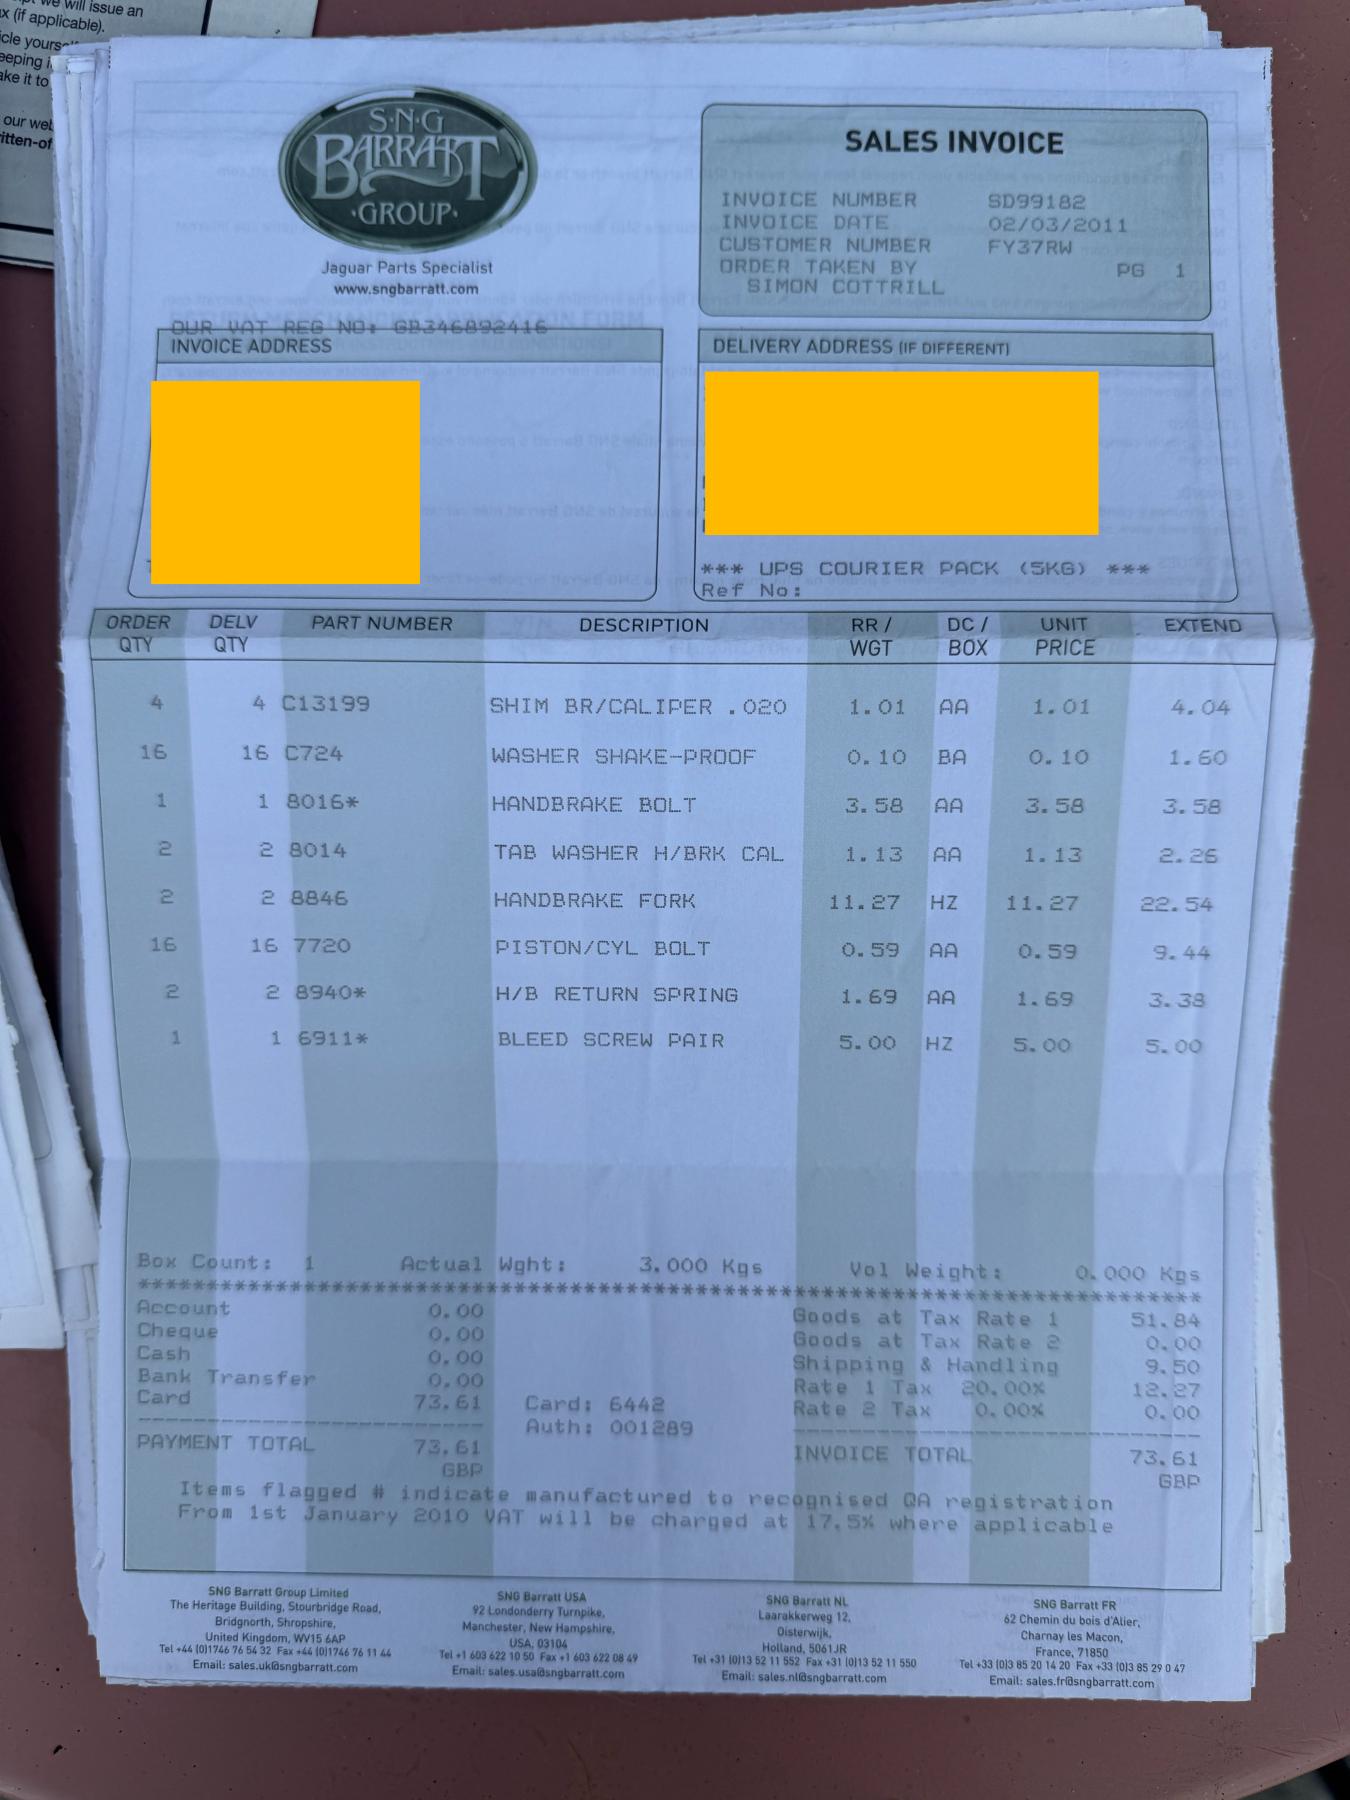 pt we will issue an
x (if applicable).
icle yours
eeping i
ake it to
our web
ritten-of
S·N·G
BARRATT
·GROUP·
Jaguar Parts Specialist
www.sngbarratt.com
OUR VAT REG NO: GB346892416
SALES INVOICE
INVOICE NUMBER SD99182
INVOICE DATE 02/03/2011
CUSTOMER NUMBER FY37RW
ORDER TAKEN BY PG 1
SIMON COTTRILL
INVOICE ADDRESS
DELIVERY ADDRESS (IF DIFFERENT)
*** UPS COURIER PACK (5KG) ***
Ref No:
ORDER QTY DELV QTY PART NUMBER DESCRIPTION RR / WGT DC / BOX UNIT PRICE EXTEND
4 4 C13199 SHIM BR/CALIPER .020 1.01 AA 1.01 4.04
16 16 C724 WASHER SHAKE-PROOF 0.10 BA 0.10 1.60
1 1 8016* HANDBRAKE BOLT 3.58 AA 3.58 3.58
2 2 8014 TAB WASHER H/BRK CAL 1.13 AA 1.13 2.26
2 2 8846 HANDBRAKE FORK 11.27 HZ 11.27 22.54
16 16 7720 PISTON/CYL BOLT 0.59 AA 0.59 9.44
2 2 8940* H/B RETURN SPRING 1.69 AA 1.69 3.38
1 1 6911* BLEED SCREW PAIR 5.00 HZ 5.00 5.00
Box Count: 1 Actual Wght: 3.000 Kgs Vol Weight: 0.000 Kgs
Account 0.00 Goods at Tax Rate 1 51.84
Cheque 0.00 Goods at Tax Rate 2 0.00
Cash 0.00 Shipping & Handling 9.50
Bank Transfer 0.00 Rate 1 Tax 20.00% 12.27
Card 73.61 Card: 6442 Rate 2 Tax 0.00% 0.00
Auth: 001289
PAYMENT TOTAL 73.61 INVOICE TOTAL 73.61
GBP GBP
Items flagged # indicate manufactured to recognised QA registration
From 1st January 2010 VAT will be charged at 17.5% where applicable
SNG Barratt Group Limited
The Heritage Building, Stourbridge Road,
Bridgnorth, Shropshire,
United Kingdom, WV15 6AP
Tel +44 (0)1746 76 54 32 Fax +44 (0)1746 76 11 44
Email: sales.uk@sngbarratt.com
SNG Barratt USA
92 Londonderry Turnpike,
Manchester, New Hampshire,
USA, 03104
Tel +1 603 622 10 50 Fax +1 603 622 08 49
Email: sales.usa@sngbarratt.com
SNG Barratt NL
Laarakkerweg 12,
Oisterwijk,
Holland, 5061JR
Tel +31 (0)13 52 11 552 Fax +31 (0)13 52 11 550
Email: sales.nl@sngbarratt.com
SNG Barratt FR
62 Chemin du bois d'Alier,
Charnay les Macon,
France, 71850
Tel +33 (0)3 85 20 14 20 Fax +33 (0)3 85 29 0 47
Email: sales.fr@sngbarratt.com